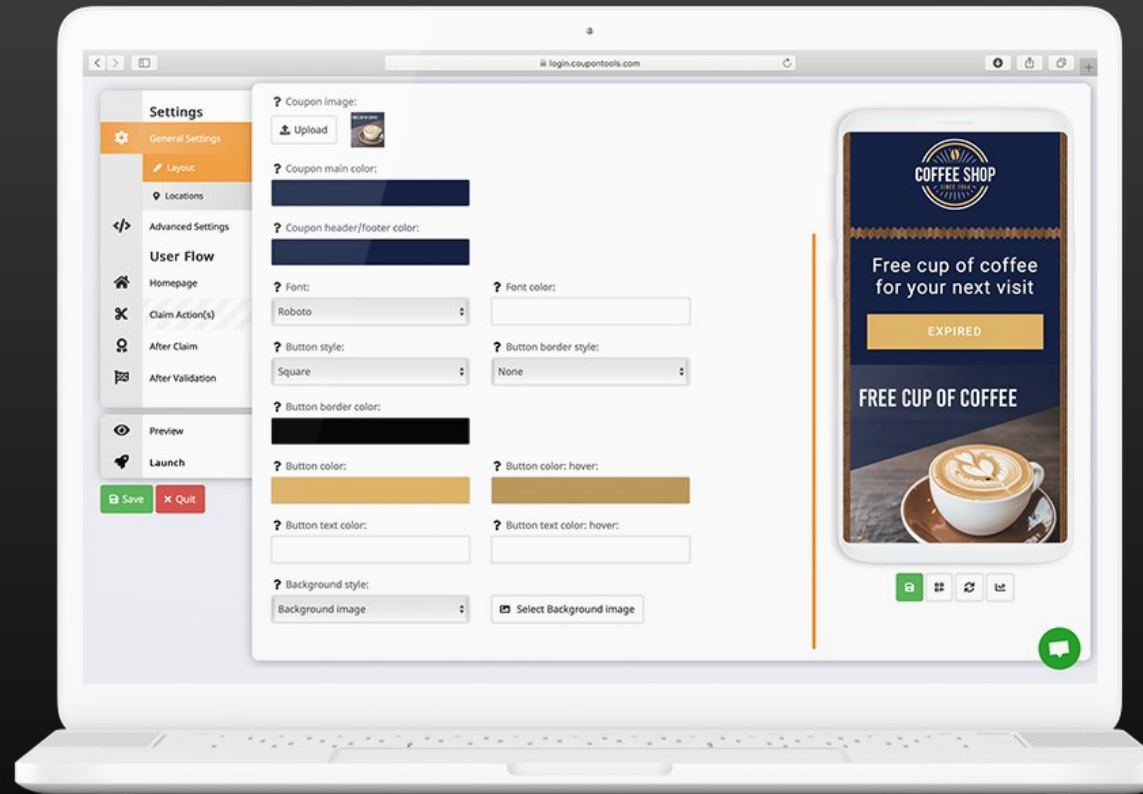 login.coupontools.com
Settings
General Settings
Layout
Locations
Advanced Settings
User Flow
Homepage
Claim Action(s)
After Claim
After Validation
Preview
Launch
Save
Quit
? Coupon image:
Upload
? Coupon main color:
? Coupon header/footer color:
? Font:
? Font color:
Roboto
? Button style:
? Button border style:
Square
None
? Button border color:
? Button color:
? Button color: hover:
? Button text color:
? Button text color: hover:
? Background style:
Background image
Select Background image
COFFEE SHOP
SINCE 1954
Free cup of coffee
for your next visit
EXPIRED
FREE CUP OF COFFEE